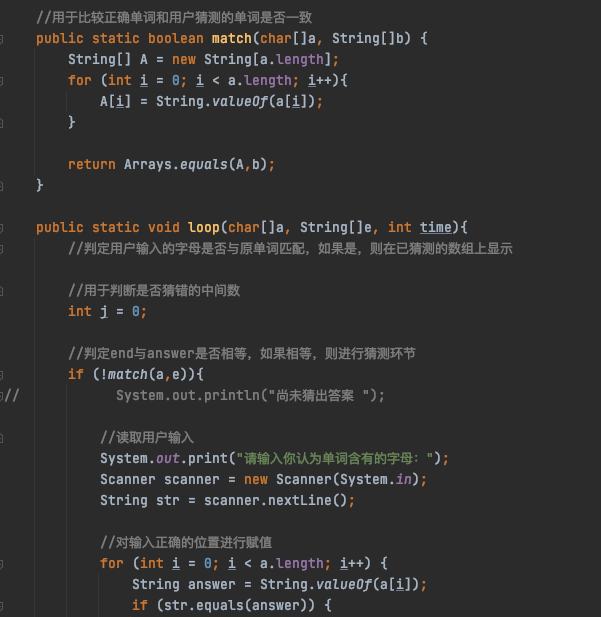 //用于比较正确单词和用户猜测的单词是否一致
public static boolean match(char[]a, String[]b) {
String[] A = new String[a.length];
for (int i = 0; i < a.length; i++){
A[i] = String.valueOf(a[i]);
}
return Arrays.equals(A,b);
}
public static void loop(char[]a, String[]e, int time){
//判定用户输入的字母是否与原单词匹配，如果是，则在已猜测的数组上显示
//用于判断是否猜错的中间数
int j = 0;
//判定end与answer是否相等，如果相等，则进行猜测环节
if (!match(a,e)){
// System.out.println("尚未猜出答案 ");
//读取用户输入
System.out.print("请输入你认为单词含有的字母：");
Scanner scanner = new Scanner(System.in);
String str = scanner.nextLine();
//对输入正确的位置进行赋值
for (int i = 0; i < a.length; i++) {
String answer = String.valueOf(a[i]);
if (str.equals(answer)) {